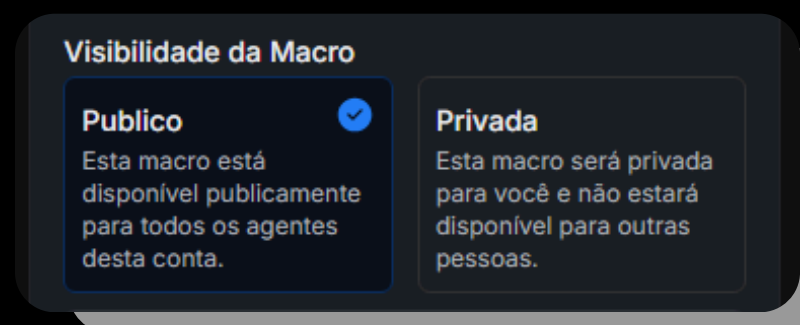 Visibilidade da Macro
Publico
Esta macro está
disponível publicamente
para todos os agentes
desta conta.
Privada
Esta macro será privada
para você e não estará
disponível para outras
pessoas.